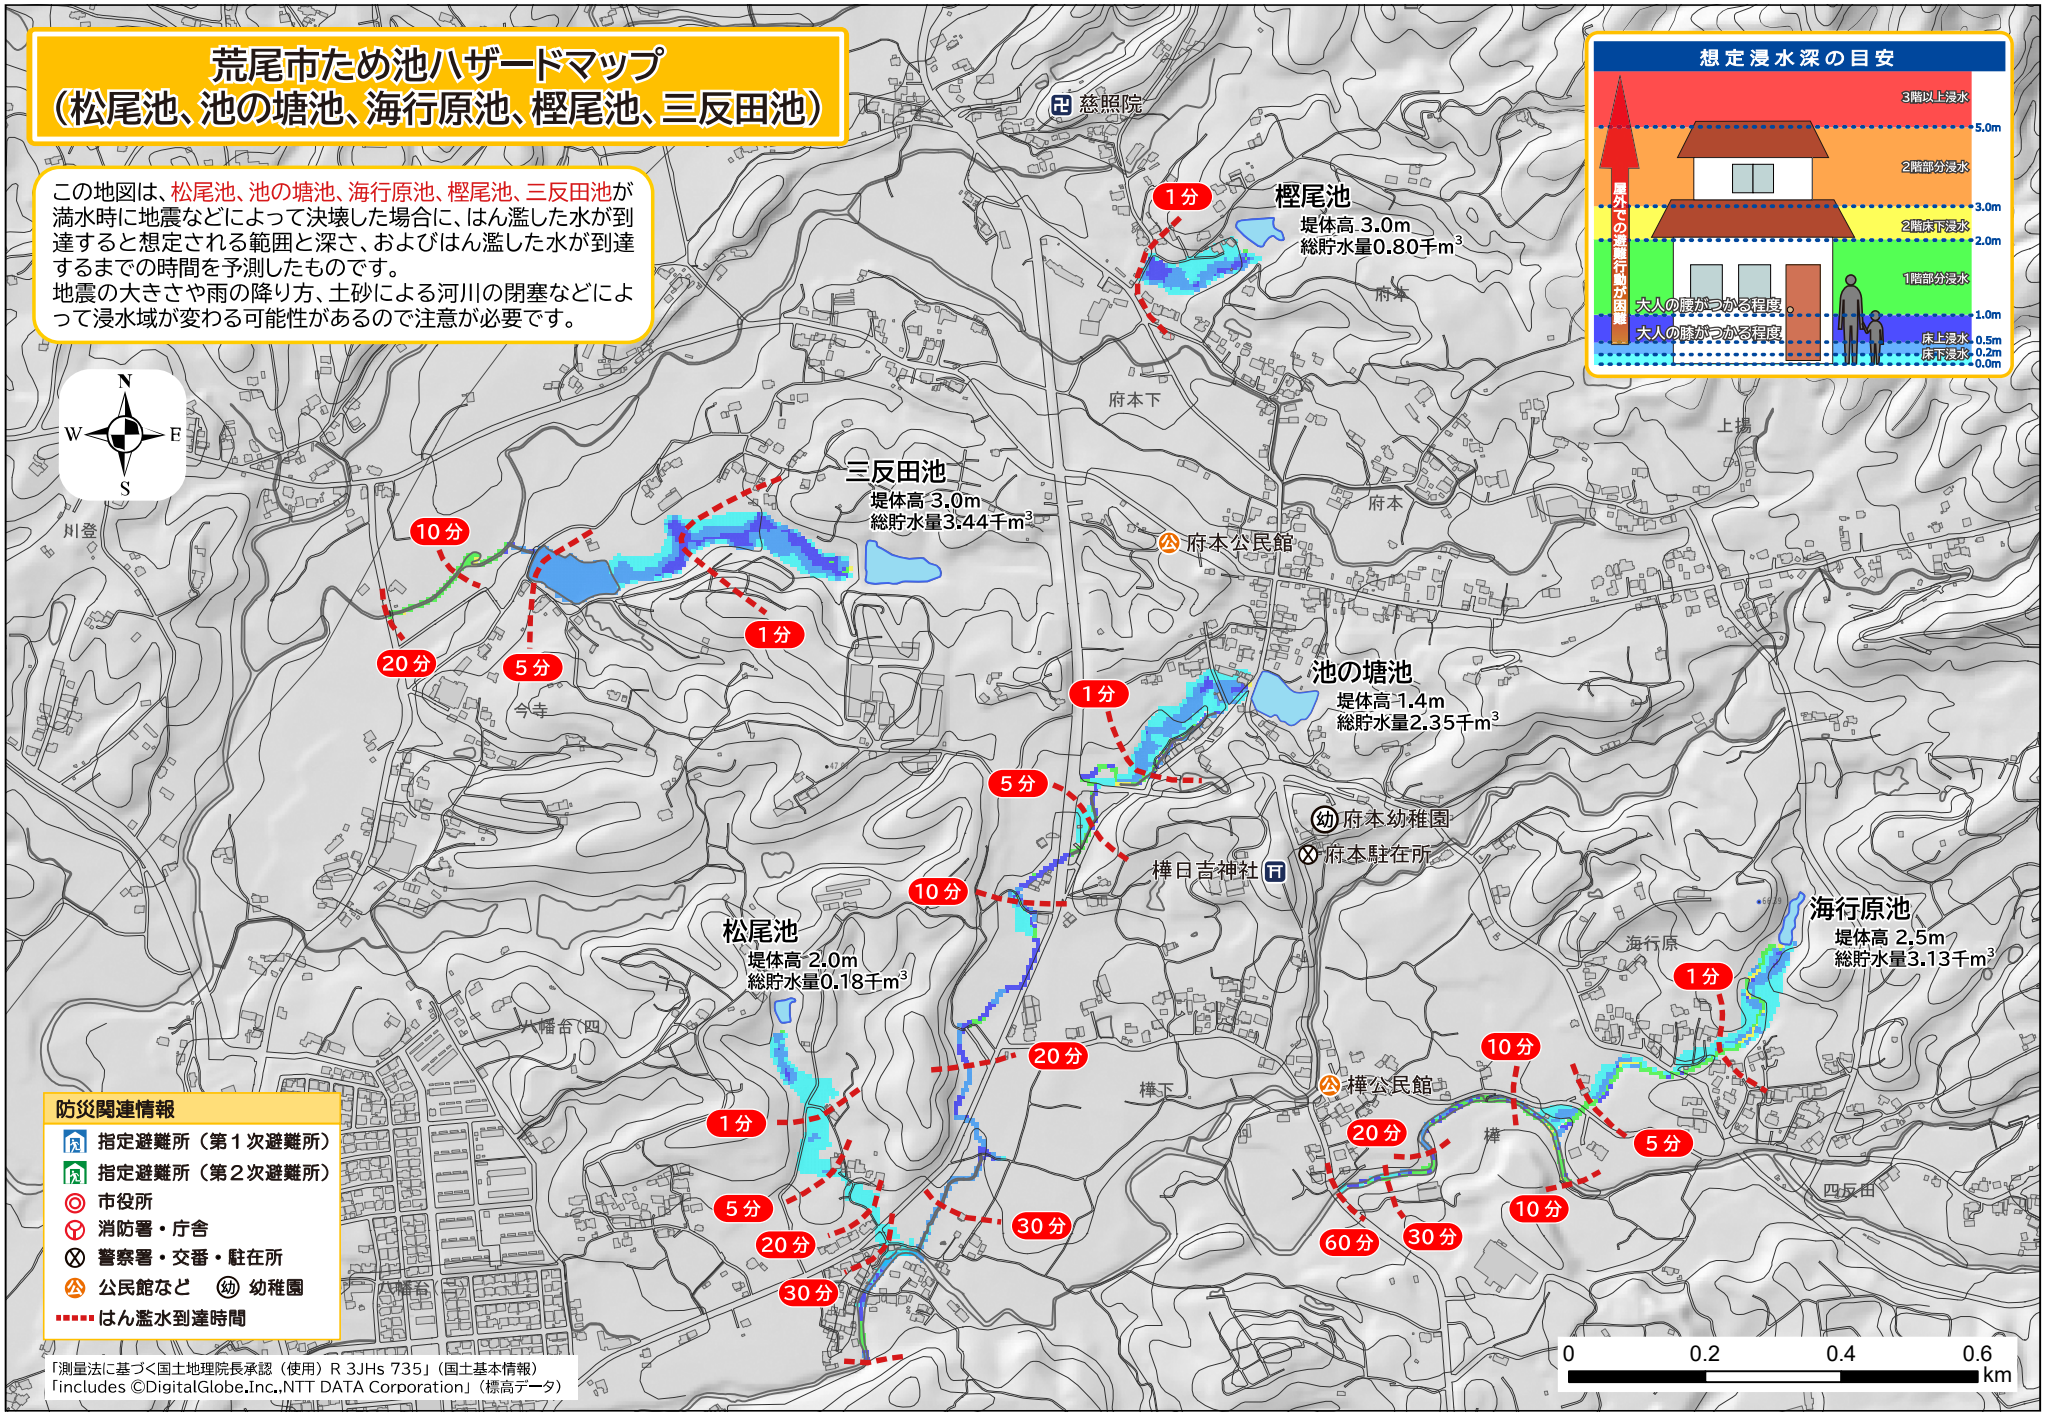 荒尾市ため池ハザードマップ
（松尾池、池の塘池、海行原池、樫尾池、三反田池）
この地図は、松尾池、池の塘池、海行原池、樫尾池、三反田池が
満水時に地震などによって決壊した場合に、はん濫した水が到
達すると想定される範囲と深さ、およびはん濫した水が到達
するまでの時間を予測したものです。
地震の大きさや雨の降り方、土砂による河川の閉塞などによ
って浸水域が変わる可能性があるので注意が必要です。
N
W
E
S
想定浸水深の目安
3階以上浸水
5.0m
2階部分浸水
3.0m
2階床下浸水
2.0m
1階部分浸水
大人の腰がつかる程度
1.0m
大人の膝がつかる程度
床上浸水
0.5m
床下浸水
0.2m
0.0m
屋外での避難行動が困難
慈照院
1分
樫尾池
堤体高 3.0m
総貯水量0.80千m³
府本
府本下
上揚
三反田池
堤体高 3.0m
総貯水量3.44千m³
府本
川登
10分
府本公民館
20分
5分
1分
今寺
池の塘池
堤体高 1.4m
総貯水量2.35千m³
1分
5分
府本幼稚園
府本駐在所
樺日吉神社
10分
松尾池
堤体高 2.0m
総貯水量0.18千m³
海行原池
堤体高 2.5m
総貯水量3.13千m³
海行原
1分
八幡台(四)
20分
10分
樺下
樺公民館
1分
20分
樺
5分
5分
30分
10分
四反田
20分
60分
30分
30分
八幡台
防災関連情報
指定避難所（第１次避難所）
指定避難所（第２次避難所）
市役所
消防署・庁舎
警察署・交番・駐在所
公民館など
幼 幼稚園
はん濫水到達時間
「測量法に基づく国土地理院長承認（使用）R 3JHs 735」（国土基本情報）
「includes ©DigitalGlobe.Inc.,NTT DATA Corporation」（標高データ）
0 0.2 0.4 0.6
km